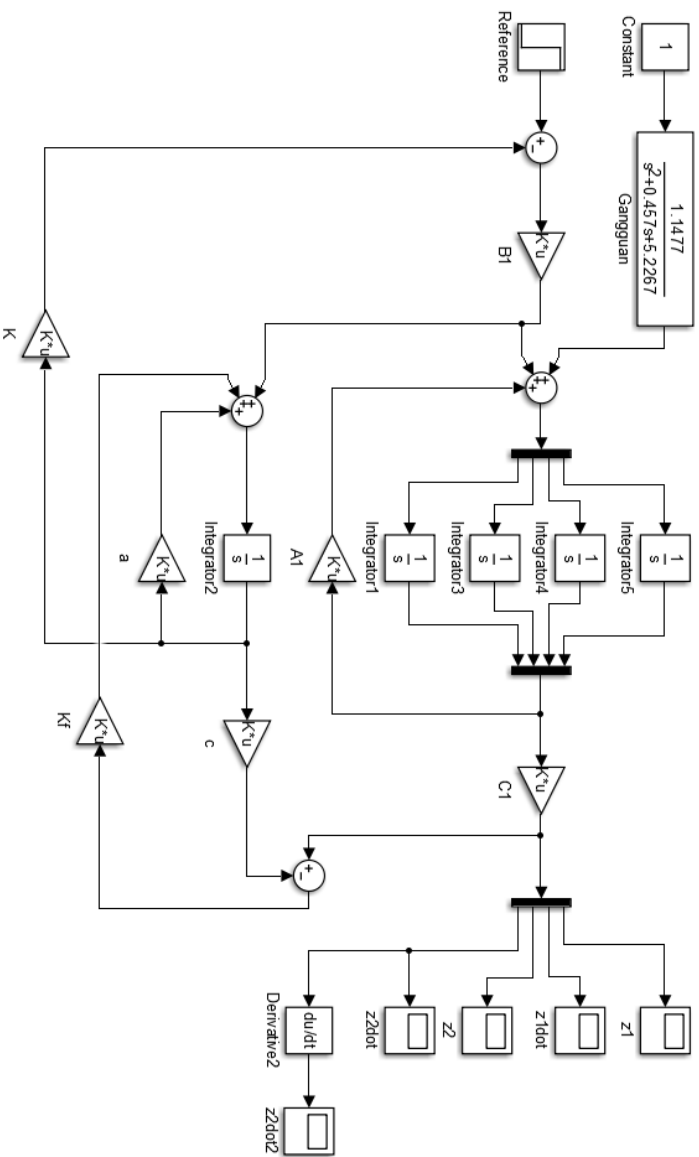 1
Constant
1.1477
s2+0.457s+5.2267
Gangguan
1
s
Integrator5
z1
1
s
Integrator4
z1dot
Reference
+
−
K*u
B1
+
+
+
K*u
C1
1
s
Integrator3
z2
1
s
Integrator1
z2dot
K*u
A1
+
−
du/dt
Derivative2
z2dot2
+
+
+
1
s
Integrator2
K*u
c
K*u
a
K*u
Kf
K*u
K